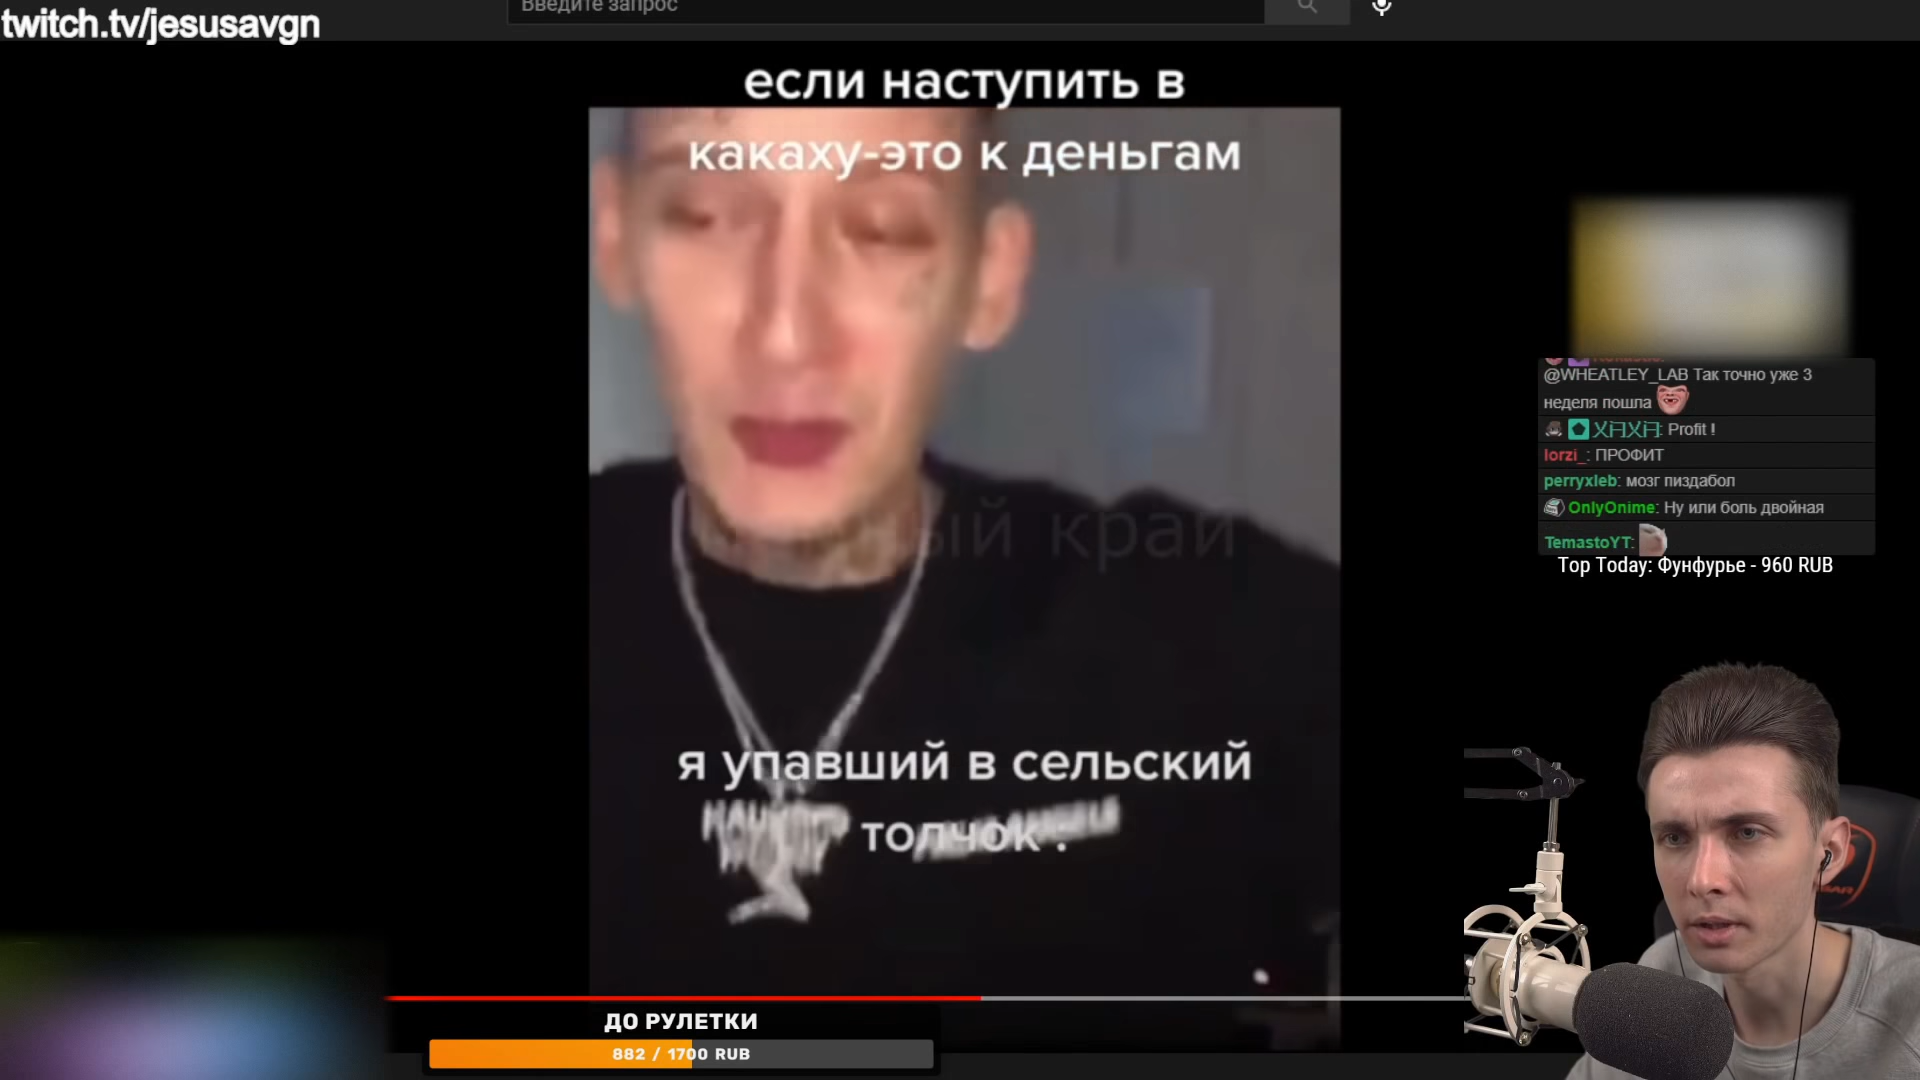 twitch.tv/jesusavgn
Введите запрос
если наступить в
какаху-это к деньгам
край
я упавший в сельский
толчок :
@WHEATLEY_LAB Так точно уже 3
неделя пошла
Profit !
lorzi_: ПРОФИТ
perryxleb: мозг пиздабол
OnlyOnime: Ну или боль двойная
TemastoYT:
Top Today: Фунфурье - 960 RUB
ДО РУЛЕТКИ
882 / 1700 RUB